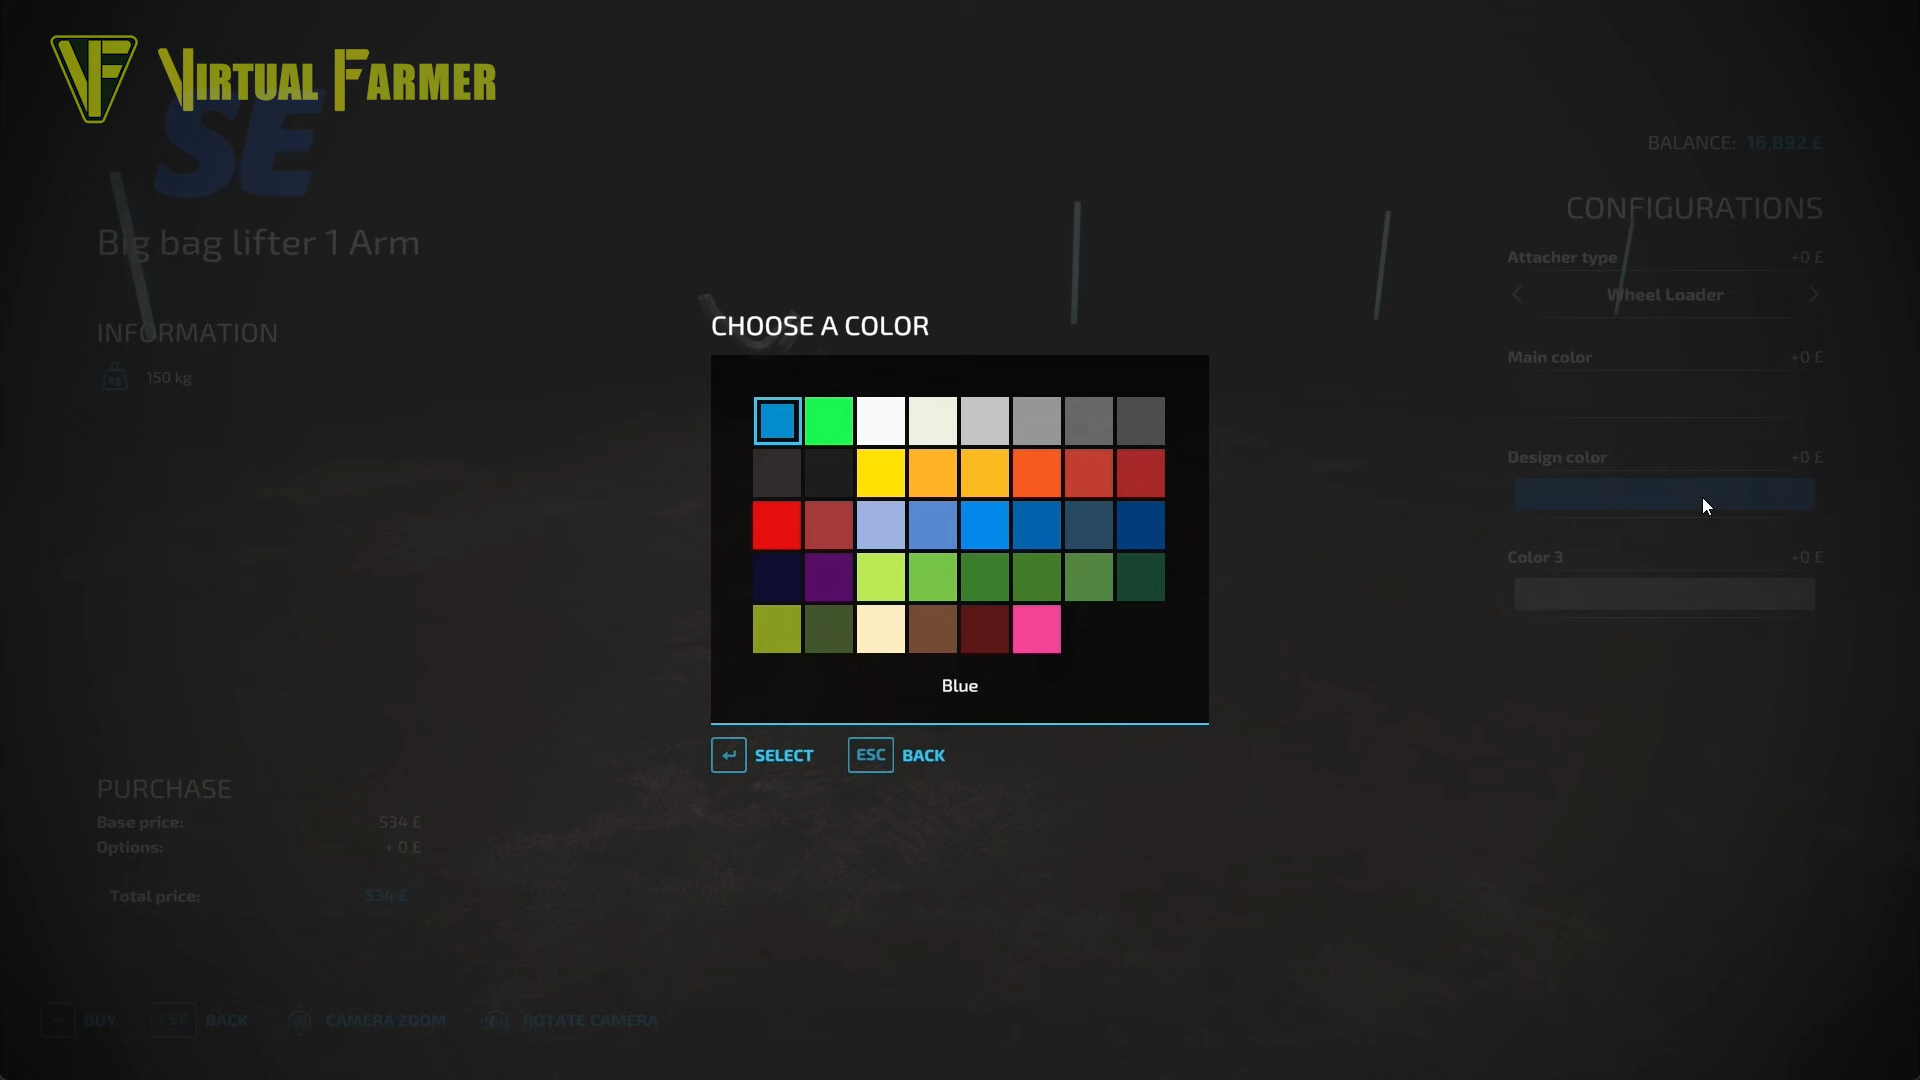 VF VIRTUAL FARMER
SE
Big bag lifter 1 Arm
INFORMATION
kg 150 kg
BALANCE: 16,892 £
CONFIGURATIONS
Attacher type +0 £
Wheel Loader
Main color +0 £
Design color +0 £
Color 3 +0 £
CHOOSE A COLOR
Blue
SELECT ESC BACK
PURCHASE
Base price: 534 £
Options: + 0 £
Total price: 534 £
BUY ESC BACK CAMERA ZOOM ROTATE CAMERA